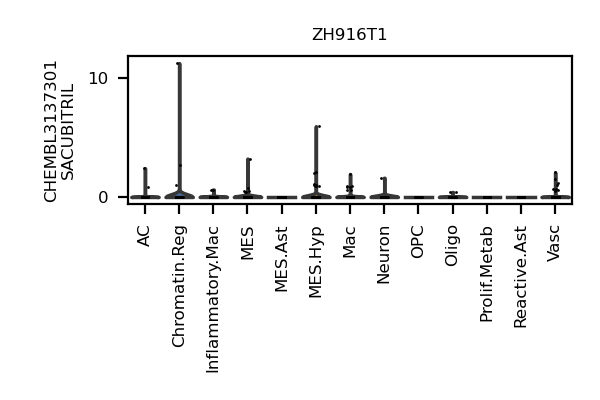 ZH916T1
CHEMBL3137301
SACUBITRIL
10
0
AC
Chromatin.Reg
Inflammatory.Mac
MES
MES.Ast
MES.Hyp
Mac
Neuron
OPC
Oligo
Prolif.Metab
Reactive.Ast
Vasc